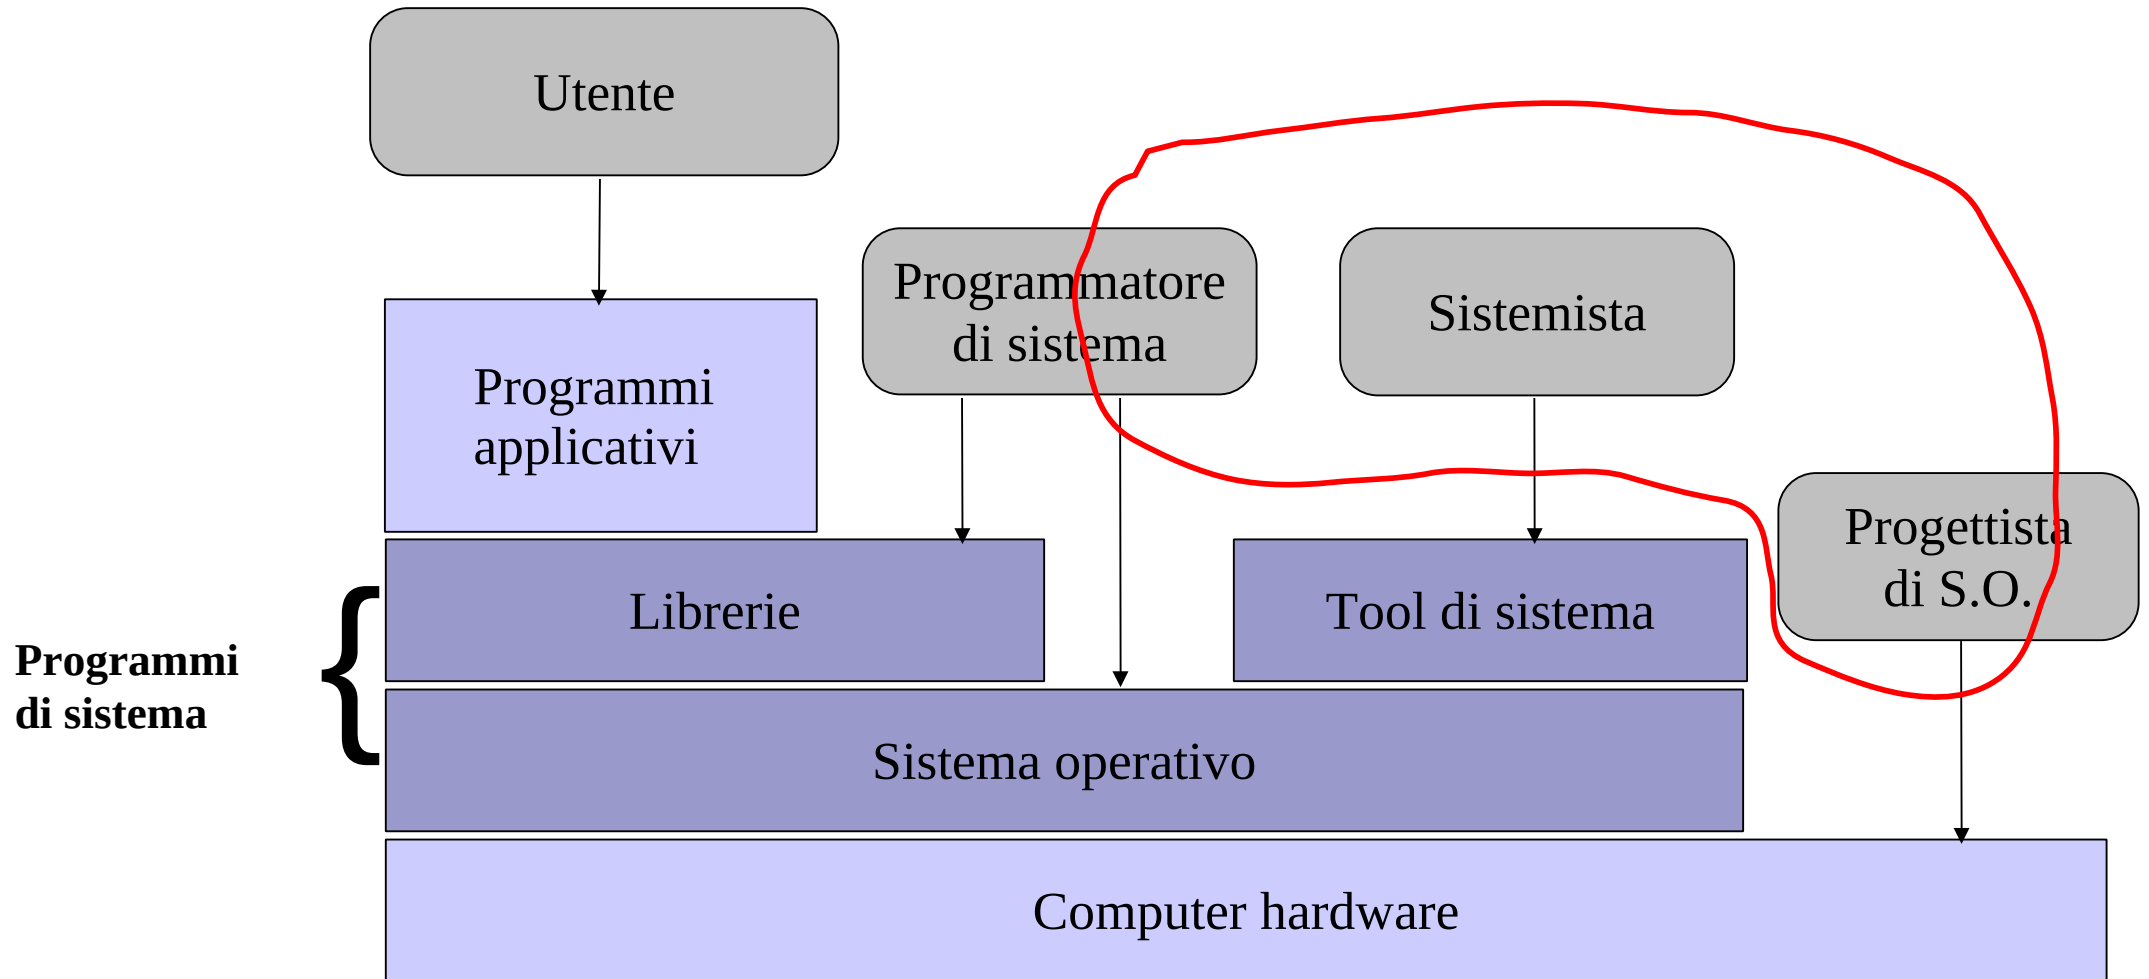 Utente
Programmatore
di sistema
Sistemista
Programmi
applicativi
Progettista
di S.O.
Librerie
Tool di sistema
Programmi
di sistema
{
Sistema operativo
Computer hardware